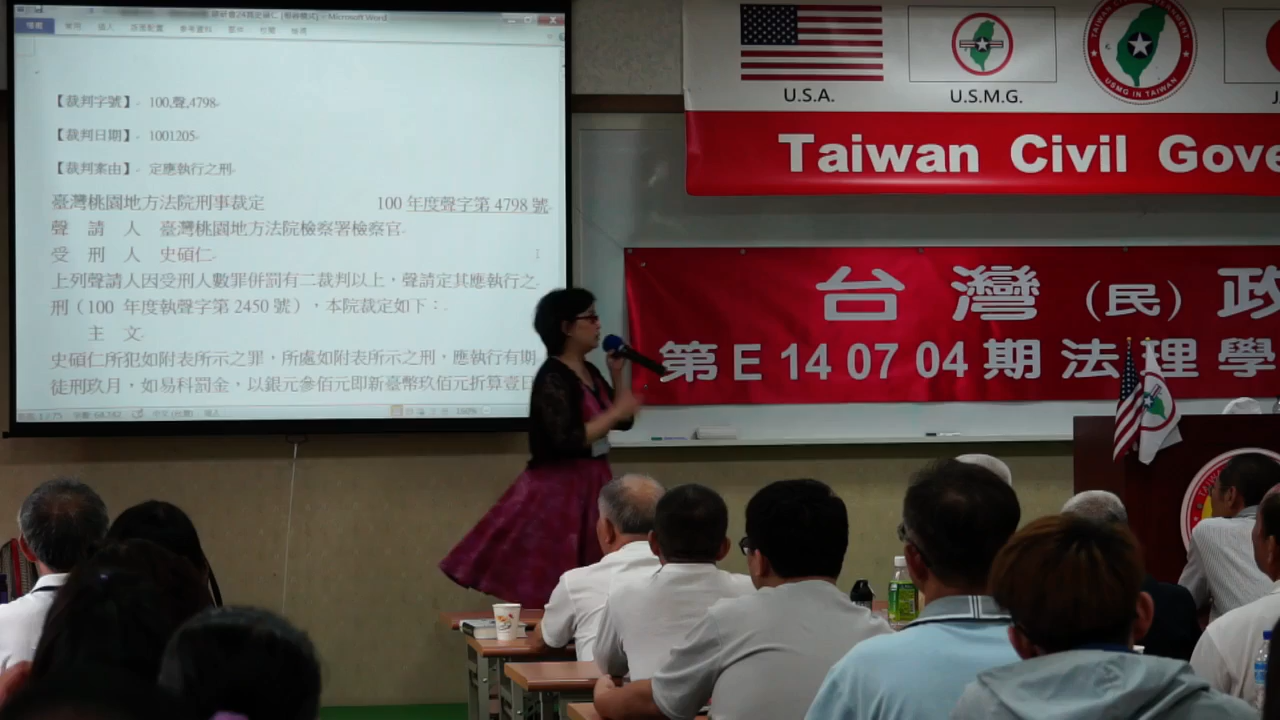 【裁判字號】 100,聲,4798
【裁判日期】 1001205
【裁判案由】 定應執行之刑
臺灣桃園地方法院刑事裁定 100 年度聲字第 4798 號
聲 請 人 臺灣桃園地方法院檢察署檢察官
受 刑 人 史碩仁
上列聲請人因受刑人數罪併罰有二裁判以上，聲請定其應執行之
刑（100 年度執聲字第 2450 號），本院裁定如下：
主 文
史碩仁所犯如附表所示之罪，所處如附表所示之刑，應執行有期
徒刑玖月，如易科罰金，以銀元參佰元即新臺幣玖佰元折算壹日
U.S.A.
U.S.M.G.
J
TAIWAN CIVIL GOVERNMENT
USMG IN TAIWAN
Taiwan Civil Gove
台灣（民）政
第 E 14 07 04 期 法 理 學